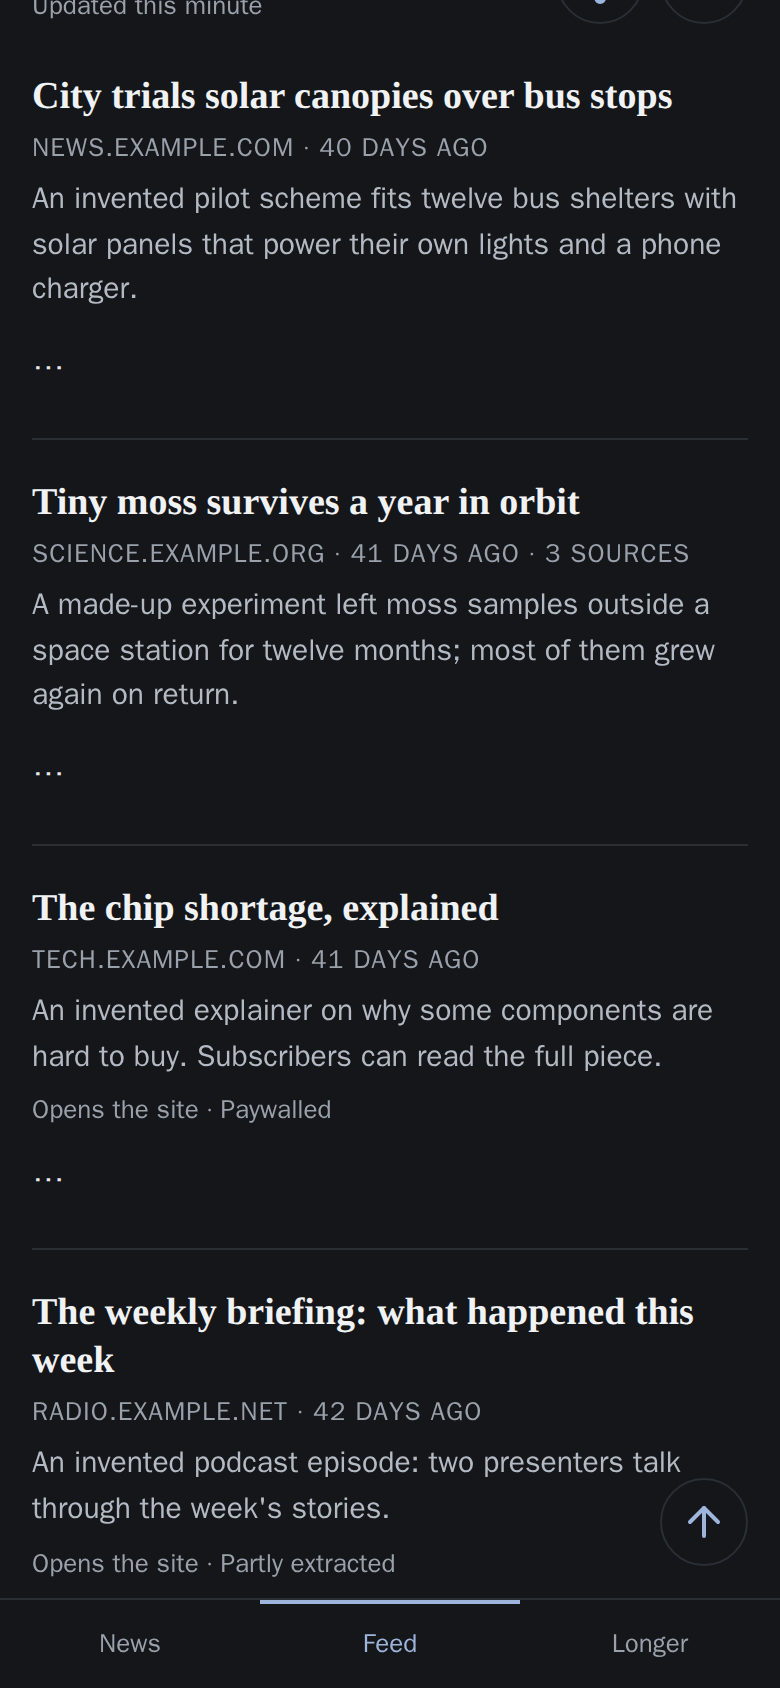 Updated this minute
City trials solar canopies over bus stops
NEWS.EXAMPLE.COM · 40 DAYS AGO
An invented pilot scheme fits twelve bus shelters with
solar panels that power their own lights and a phone
charger.
...
Tiny moss survives a year in orbit
SCIENCE.EXAMPLE.ORG · 41 DAYS AGO · 3 SOURCES
A made-up experiment left moss samples outside a
space station for twelve months; most of them grew
again on return.
...
The chip shortage, explained
TECH.EXAMPLE.COM · 41 DAYS AGO
An invented explainer on why some components are
hard to buy. Subscribers can read the full piece.
Opens the site · Paywalled
...
The weekly briefing: what happened this
week
RADIO.EXAMPLE.NET · 42 DAYS AGO
An invented podcast episode: two presenters talk
through the week's stories.
Opens the site · Partly extracted
News
Feed
Longer